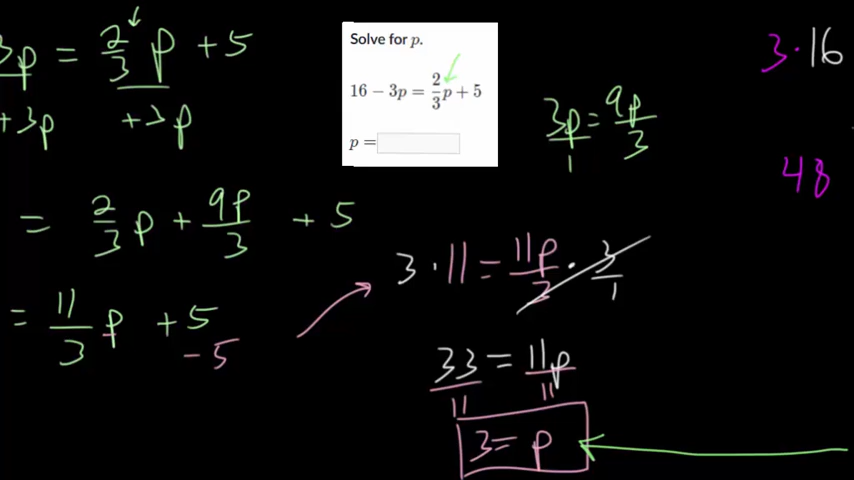 3p = 2/3 p + 5
+3p +3p
= 2/3 p + 9p/3 + 5
= 11/3 p + 5
- 5
Solve for p.
16 − 3p = 2/3 p + 5
p =
3p/1 = 9p/3
3 · 11 = 11p/3 · 3/1
33/11 = 11p/11
3 = p
3 · 16
48